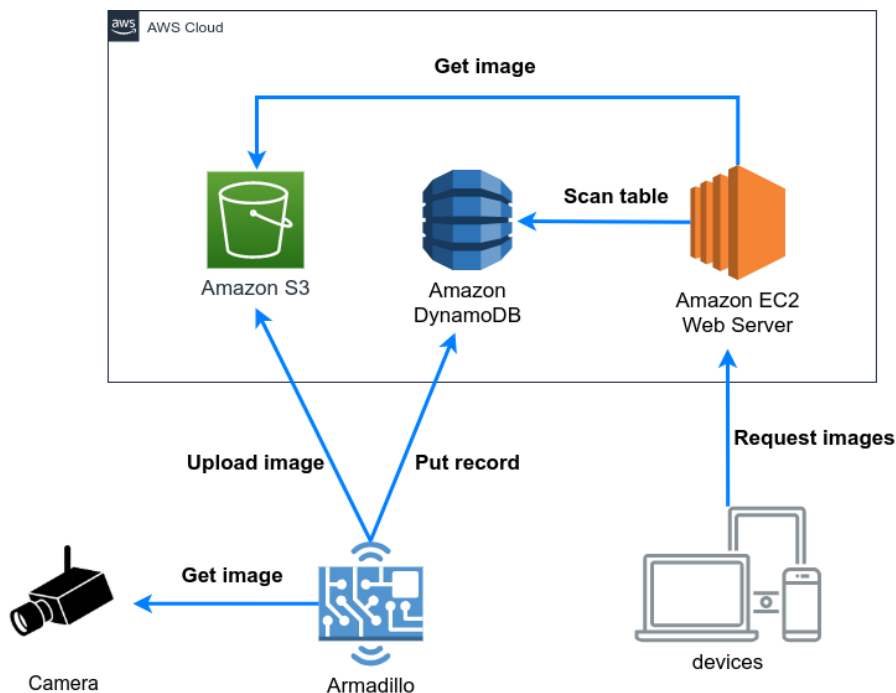 aws
AWS Cloud
Get image
Scan table
Amazon S3
Amazon
DynamoDB
Amazon EC2
Web Server
Upload image
Put record
Request images
Get image
Camera
Armadillo
devices